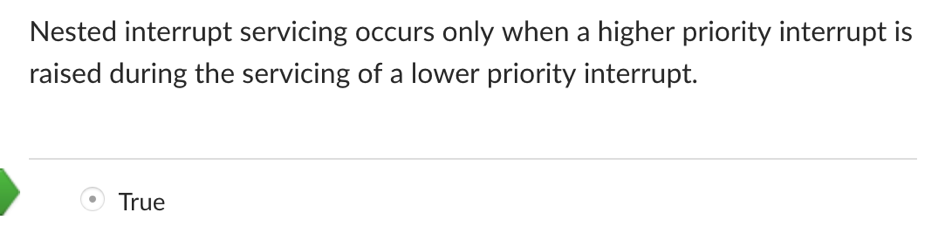 Nested interrupt servicing occurs only when a higher priority interrupt is
raised during the servicing of a lower priority interrupt.
True